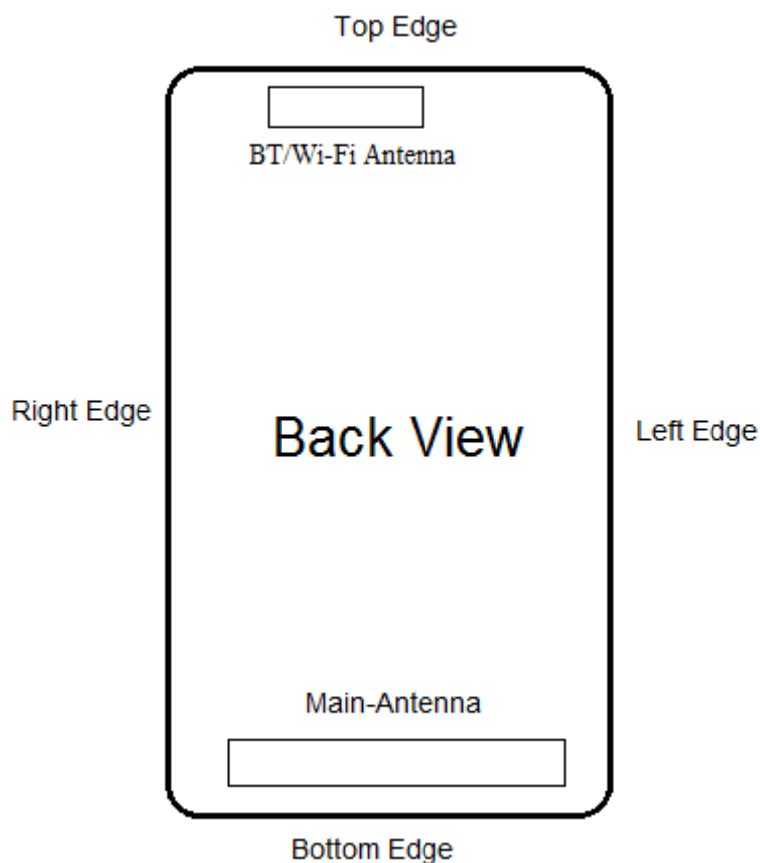 Top Edge
BT/Wi-Fi Antenna
Right Edge
Back View
Left Edge
Main-Antenna
Bottom Edge